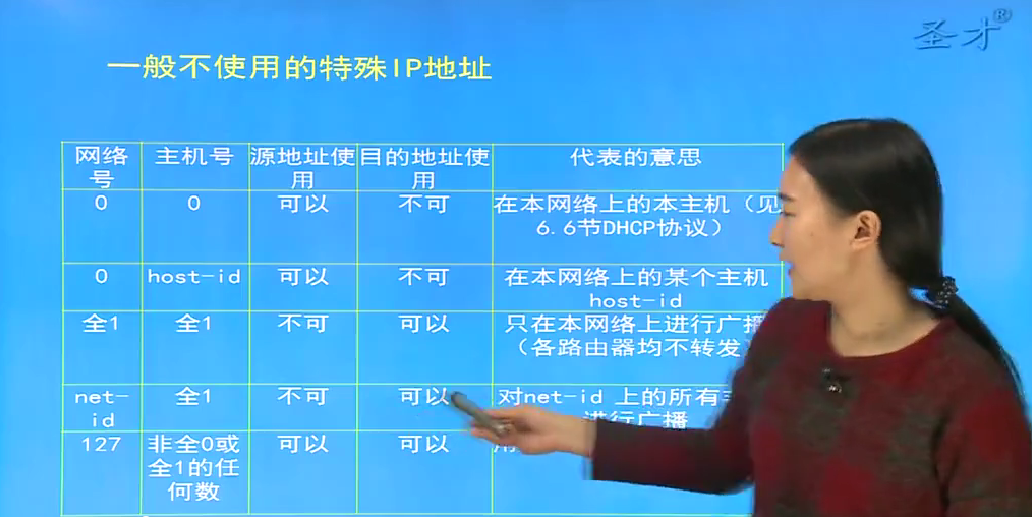 圣才®
一般不使用的特殊IP地址
网络号 主机号 源地址使用 目的地址使用 代表的意思
0 0 可以 不可 在本网络上的本主机（见
6.6节DHCP协议）
0 host-id 可以 不可 在本网络上的某个主机
host-id
全1 全1 不可 可以 只在本网络上进行广播
（各路由器均不转发
net-id 全1 不可 可以 对net-id 上的所有
进行广播
127 非全0或全1的任何数 可以 可以 用